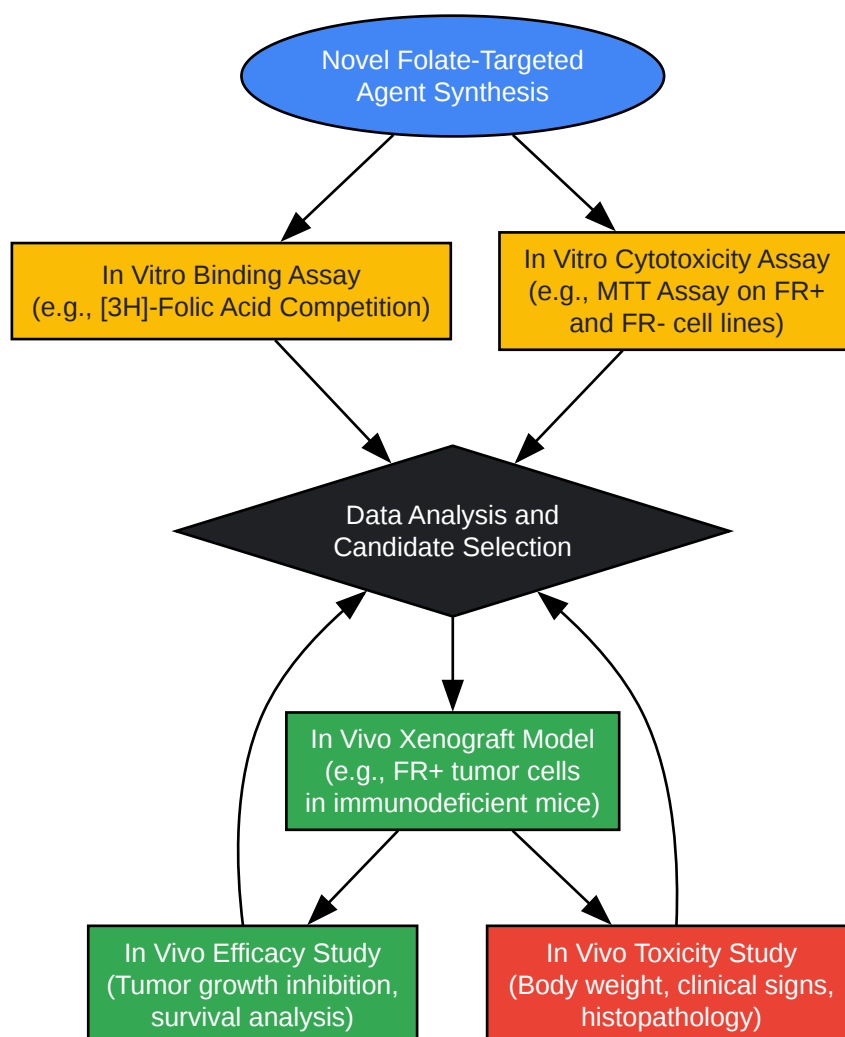 Novel Folate-Targeted
Agent Synthesis
In Vitro Binding Assay
(e.g., [3H]-Folic Acid Competition)
In Vitro Cytotoxicity Assay
(e.g., MTT Assay on FR+
and FR- cell lines)
Data Analysis and
Candidate Selection
In Vivo Xenograft Model
(e.g., FR+ tumor cells
in immunodeficient mice)
In Vivo Efficacy Study
(Tumor growth inhibition,
survival analysis)
In Vivo Toxicity Study
(Body weight, clinical signs,
histopathology)